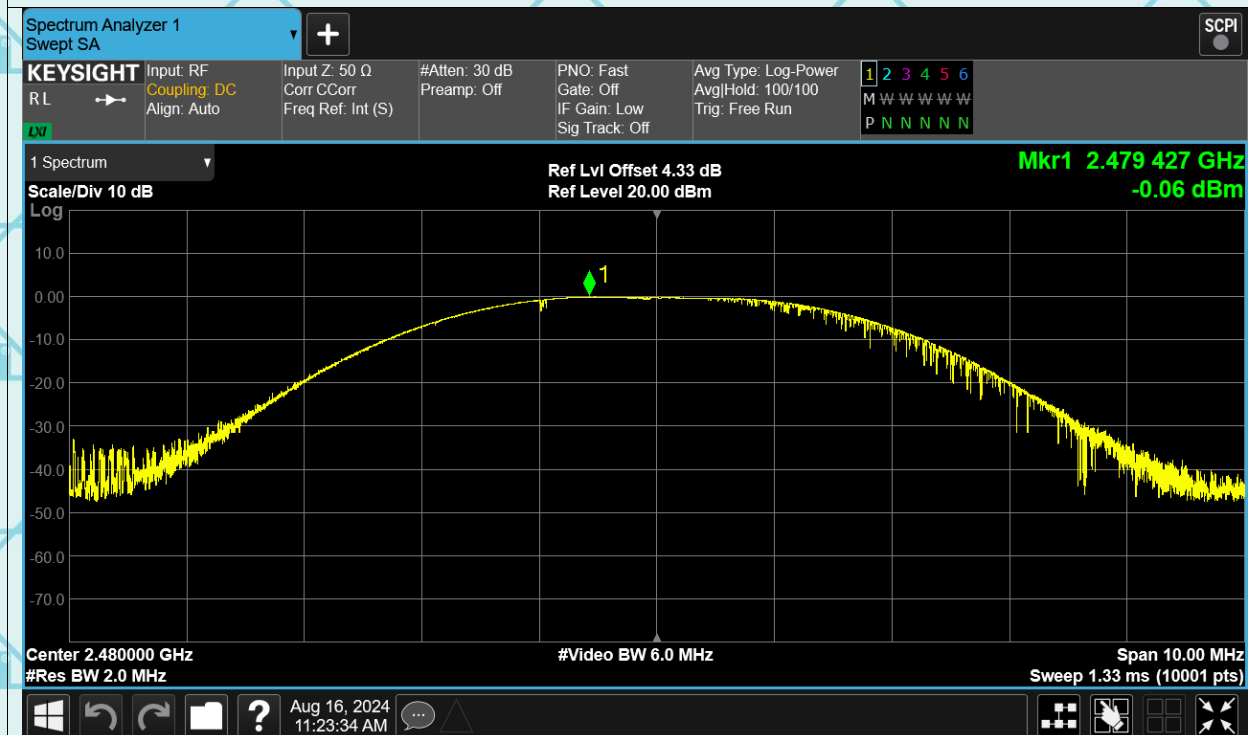 Spectrum Analyzer 1
Swept SA
+
SCPI
KEYSIGHT
RL
LXI
Input: RF
Coupling: DC
Align: Auto
Input Z: 50 Ω
Corr CCorr
Freq Ref: Int (S)
#Atten: 30 dB
Preamp: Off
PNO: Fast
Gate: Off
IF Gain: Low
Sig Track: Off
Avg Type: Log-Power
Avg|Hold: 100/100
Trig: Free Run
1 2 3 4 5 6
M W W W W W
P N N N N N
1 Spectrum
Scale/Div 10 dB
Log
Ref Lvl Offset 4.33 dB
Ref Level 20.00 dBm
Mkr1 2.479 427 GHz
-0.06 dBm
1
10.0
0.00
-10.0
-20.0
-30.0
-40.0
-50.0
-60.0
-70.0
Center 2.480000 GHz
#Video BW 6.0 MHz
Span 10.00 MHz
#Res BW 2.0 MHz
Sweep 1.33 ms (10001 pts)
?
Aug 16, 2024
11:23:34 AM